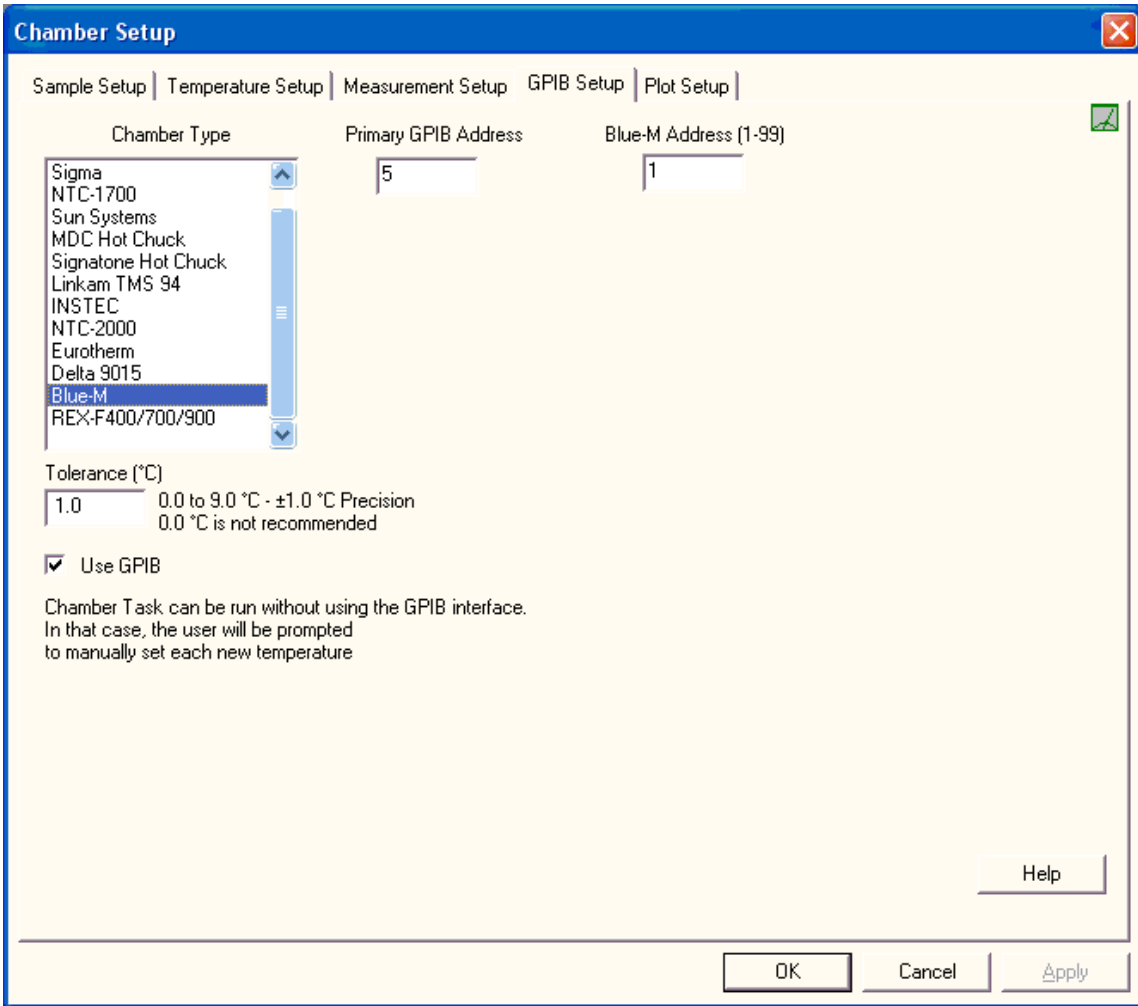 Chamber Setup
Sample Setup
Temperature Setup
Measurement Setup
GPIB Setup
Plot Setup
Chamber Type
Primary GPIB Address
Blue-M Address (1-99)
Sigma
NTC-1700
Sun Systems
MDC Hot Chuck
Signatone Hot Chuck
Linkam TMS 94
INSTEC
NTC-2000
Eurotherm
Delta 9015
Blue-M
REX-F400/700/900
5
1
Tolerance (°C)
1.0
0.0 to 9.0 °C - ±1.0 °C Precision
0.0 °C is not recommended
Use GPIB
Chamber Task can be run without using the GPIB interface.
In that case, the user will be prompted
to manually set each new temperature
Help
OK
Cancel
Apply